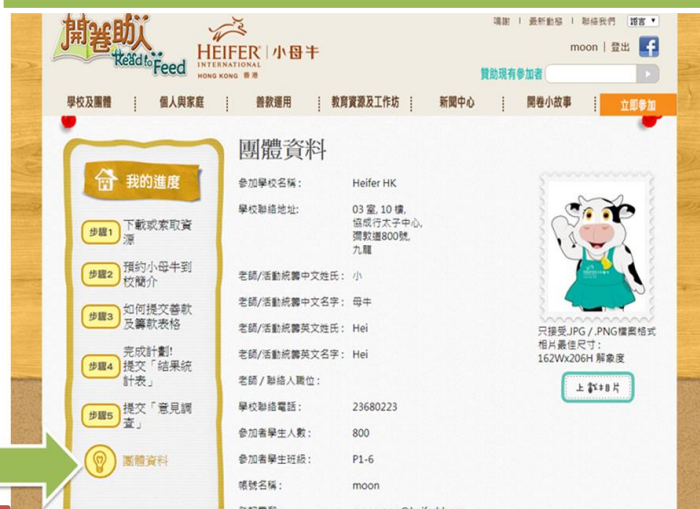 鳴謝 | 最新動態 | 聯絡我們 語言 ▼
開卷助人
Read to Feed
HEIFER 小母牛
INTERNATIONAL
HONG KONG 香港
moon | 登出
贊助現有參加者
學校及團體
個人與家庭
善款運用
教育資源及工作坊
新聞中心
開卷小故事
立即參加
我的進度
步驟1 下載或索取資
源
步驟2 預約小母牛到
校簡介
步驟3 如何提交善款
及籌款表格
完成計劃!
步驟4 提交「結果統
計表」
步驟5 提交「意見調
查」
團體資料
團體資料
參加學校名稱: Heifer HK
學校聯絡地址: 03 室, 10 樓,
協成行太子中心,
彌敦道800號,
九龍
老師/活動統籌中文姓氏: 小
老師/活動統籌中文名字: 母牛
老師/活動統籌英文姓氏: Hei
老師/活動統籌英文名字: Hei
老師 / 聯絡人職位:
學校聯絡電話: 23680223
參加者學生人數: 800
參加者學生班級: P1-6
帳號名稱: moon
只接受.JPG / .PNG檔案格式
相片最佳尺寸:
162Wx206H 解象度
上載相片